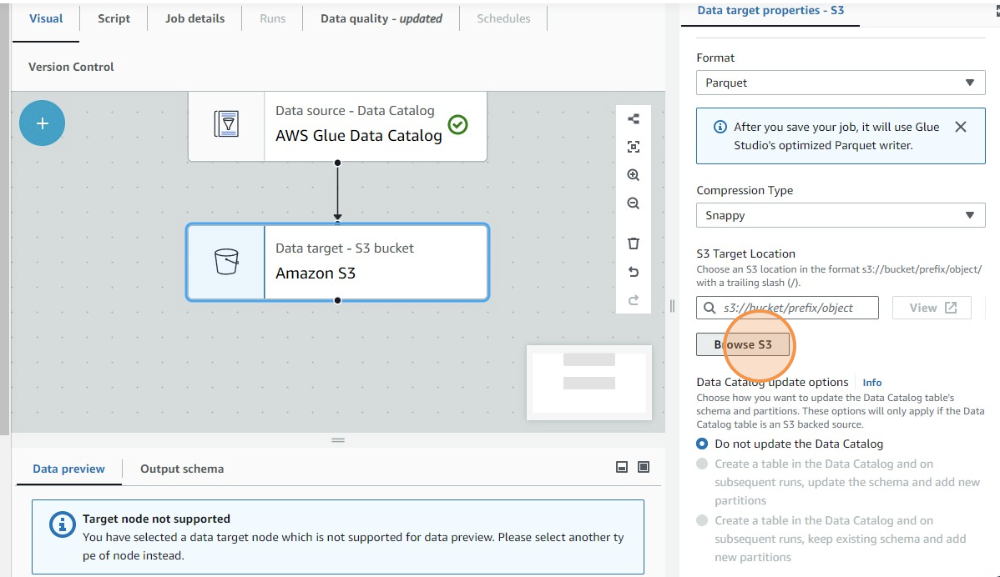 Visual
Script
Job details
Runs
Data quality - updated
Schedules
Version Control
Data source - Data Catalog
AWS Glue Data Catalog
Data target - S3 bucket
Amazon S3
Data preview
Output schema
Target node not supported
You have selected a data target node which is not supported for data preview. Please select another ty
pe of node instead.
Data target properties - S3
Format
Parquet
After you save your job, it will use Glue
Studio's optimized Parquet writer.
Compression Type
Snappy
S3 Target Location
Choose an S3 location in the format s3://bucket/prefix/object/
with a trailing slash (/).
s3://bucket/prefix/object
View
Browse S3
Data Catalog update options
Info
Choose how you want to update the Data Catalog table's
schema and partitions. These options will only apply if the Data
Catalog table is an S3 backed source.
Do not update the Data Catalog
Create a table in the Data Catalog and on
subsequent runs, update the schema and add new
partitions
Create a table in the Data Catalog and on
subsequent runs, keep existing schema and add
new partitions